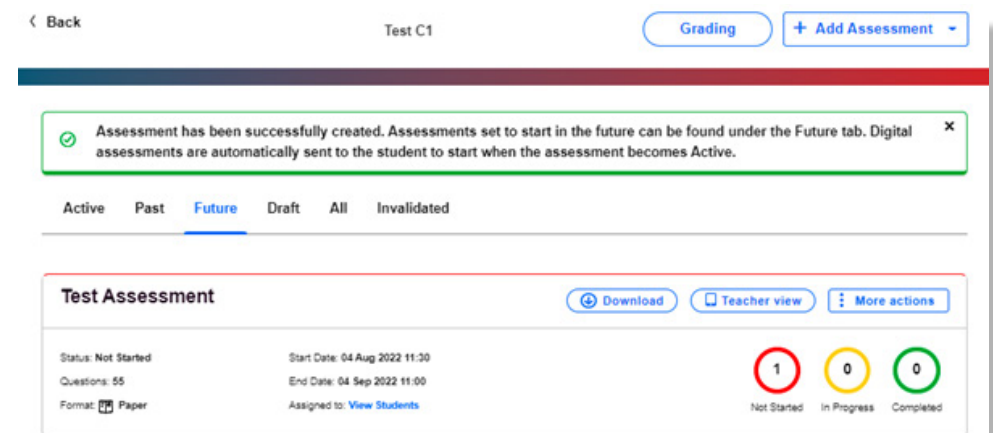 Back
Test C1
Grading
+ Add Assessment
Assessment has been successfully created. Assessments set to start in the future can be found under the Future tab. Digital
assessments are automatically sent to the student to start when the assessment becomes Active.
Active Past Future Draft All Invalidated
Test Assessment
Download
Teacher view
More actions
Status: Not Started
Start Date: 04 Aug 2022 11:30
Questions: 55
End Date: 04 Sep 2022 11:00
Format: Paper
Assigned to: View Students
1 0 0
Not Started In Progress Completed